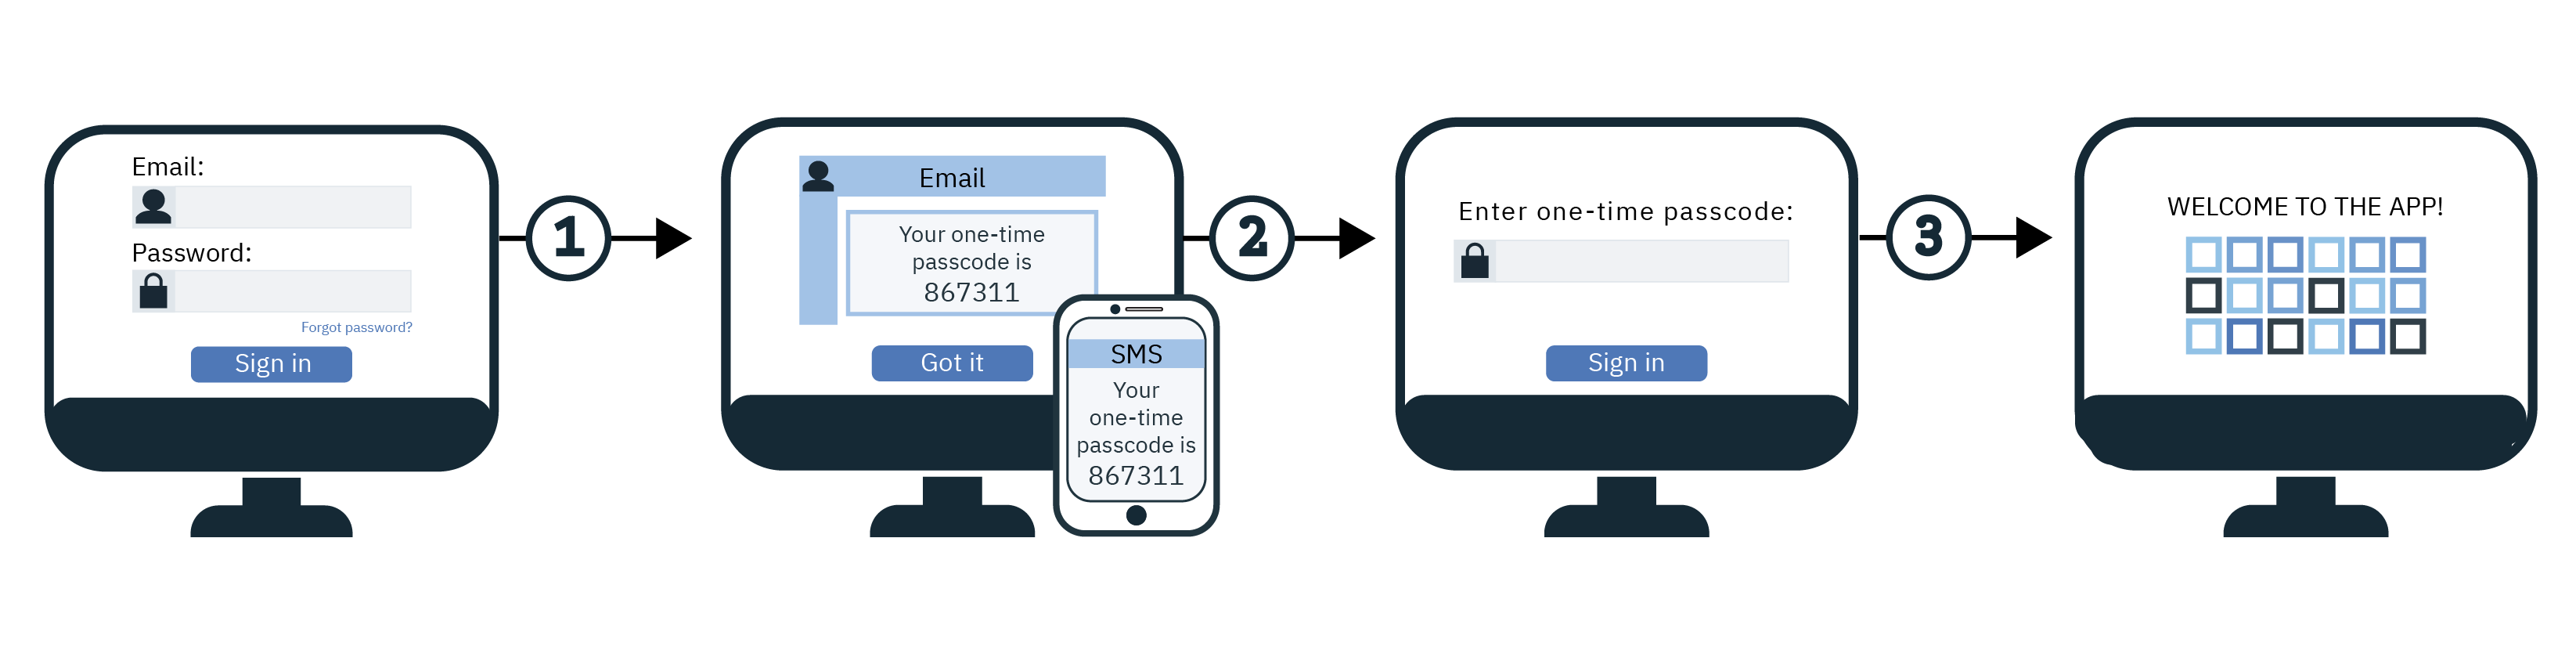 Email:
Password:
Forgot password?
Sign in
1
Email
Your one-time
passcode is
867311
Got it
SMS
Your
one-time
passcode is
867311
2
Enter one-time passcode:
Sign in
3
WELCOME TO THE APP!